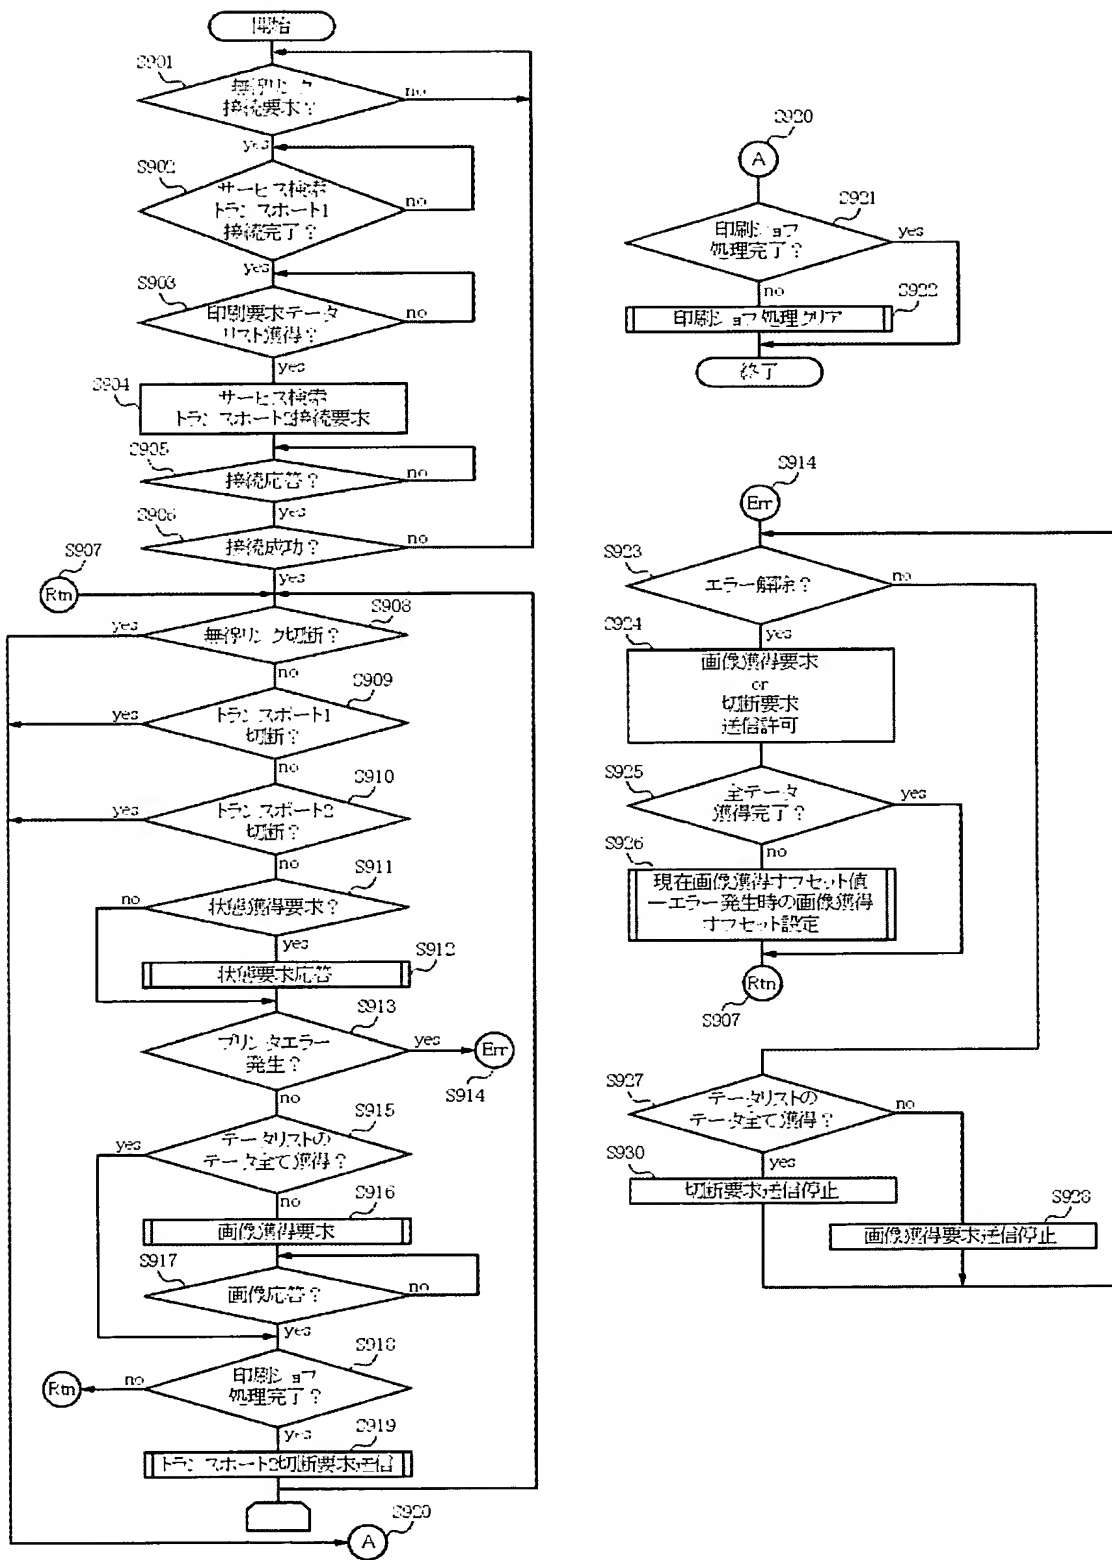 開始
S901
無線リンク
接続要求？
no
yes
S902
サービス検索
トランスポート1
接続完了？
no
yes
S903
印刷要求データ
リスト獲得？
no
yes
S904
サービス検索
トランスポート2接続要求
S905
接続応答？
no
yes
S906
接続成功？
no
yes
S907
Rtn
S908
無線リンク切断？
yes
no
S909
トランスポート1
切断？
yes
no
S910
トランスポート2
切断？
yes
no
S911
状態獲得要求？
no
yes
S912
状態要求応答
S913
プリンタエラー
発生？
yes
Err
S914
no
S915
データリストの
データ全て獲得？
yes
no
S916
画像獲得要求
S917
画像応答？
no
yes
S918
印刷ジョブ
処理完了？
no
Rtn
yes
S919
トランスポート2切断要求送信
S920
A
S920
A
S921
印刷ジョブ
処理完了？
yes
no
S922
印刷ジョブ処理クリア
終了
S914
Err
S923
エラー解除？
no
yes
S924
画像獲得要求
or
切断要求
送信許可
S925
全データ
獲得完了？
yes
no
S926
現在画像獲得オフセット値
ーエラー発生時の画像獲得
オフセット設定
Rtn
S907
S927
データリストの
データ全て獲得？
no
yes
S930
切断要求送信停止
S928
画像獲得要求送信停止